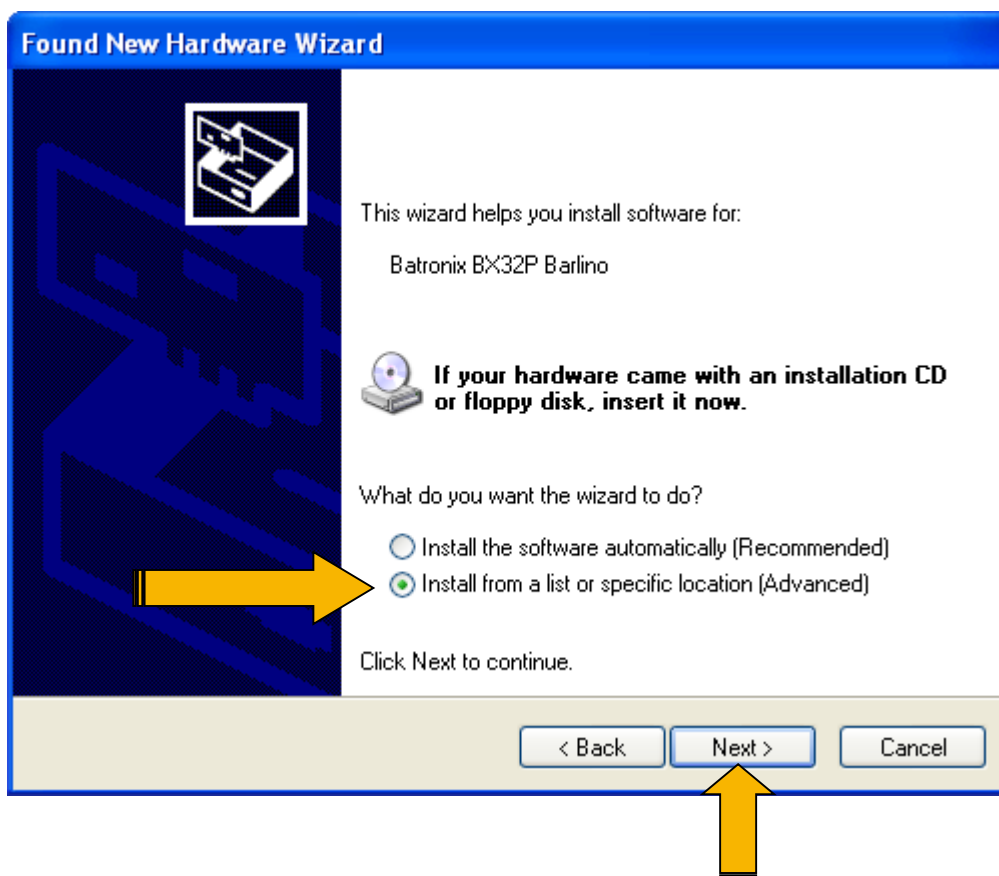 Found New Hardware Wizard
This wizard helps you install software for:
Batronix BX32P Barlino
If your hardware came with an installation CD
or floppy disk, insert it now.
What do you want the wizard to do?
Install the software automatically (Recommended)
Install from a list or specific location (Advanced)
Click Next to continue.
< Back Next > Cancel